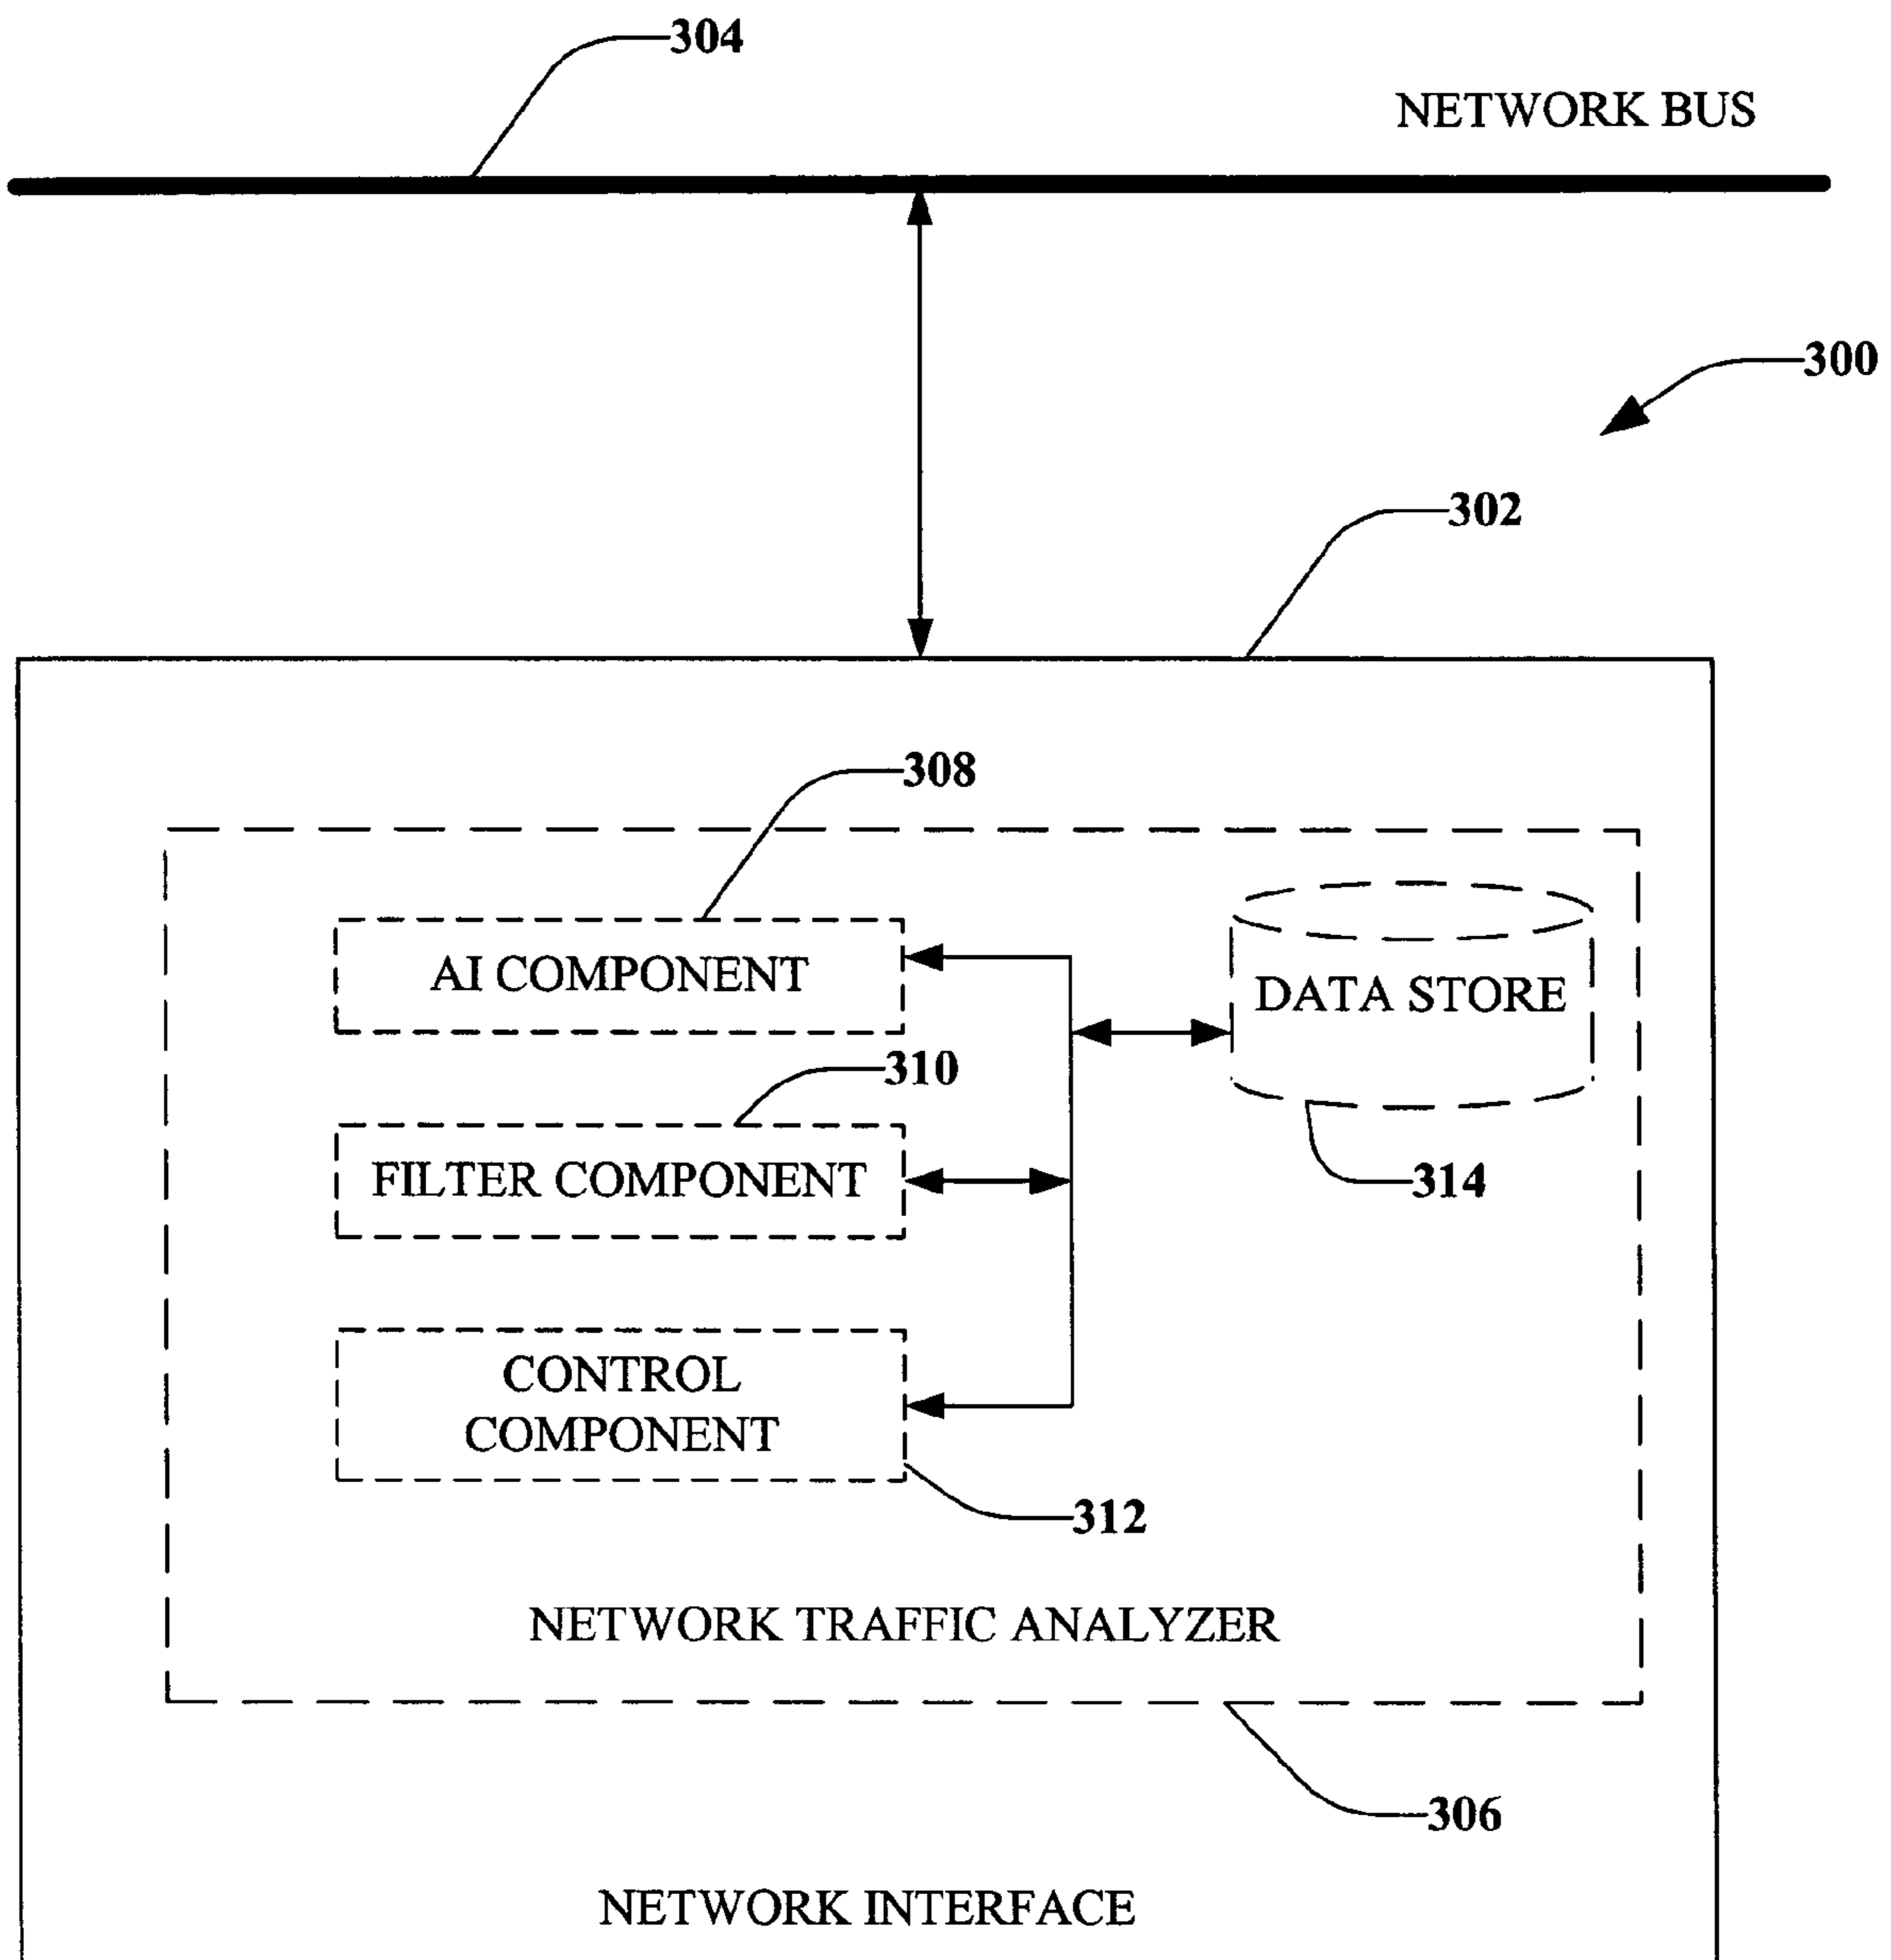 304
NETWORK BUS
300
302
308
AI COMPONENT
DATA STORE
310
FILTER COMPONENT
314
CONTROL
COMPONENT
312
NETWORK TRAFFIC ANALYZER
306
NETWORK INTERFACE